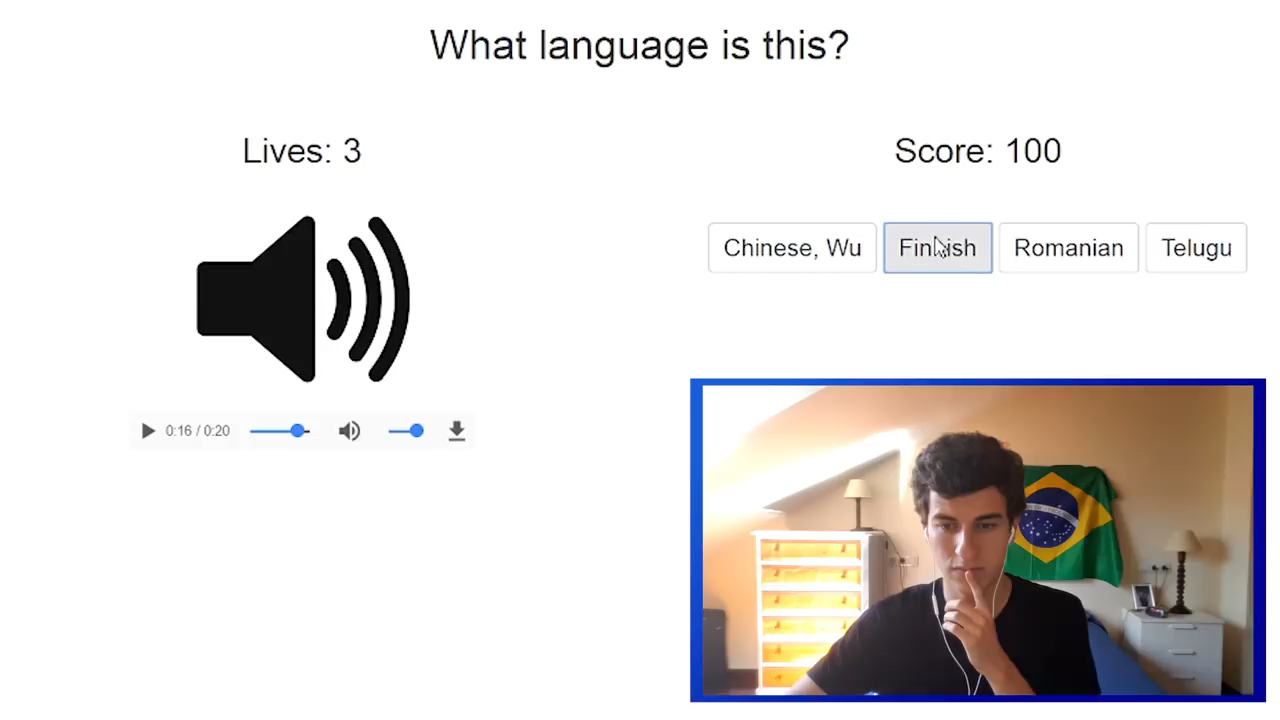 What language is this?
Lives: 3
Score: 100
Chinese, Wu
Finnish
Romanian
Telugu
0:16 / 0:20